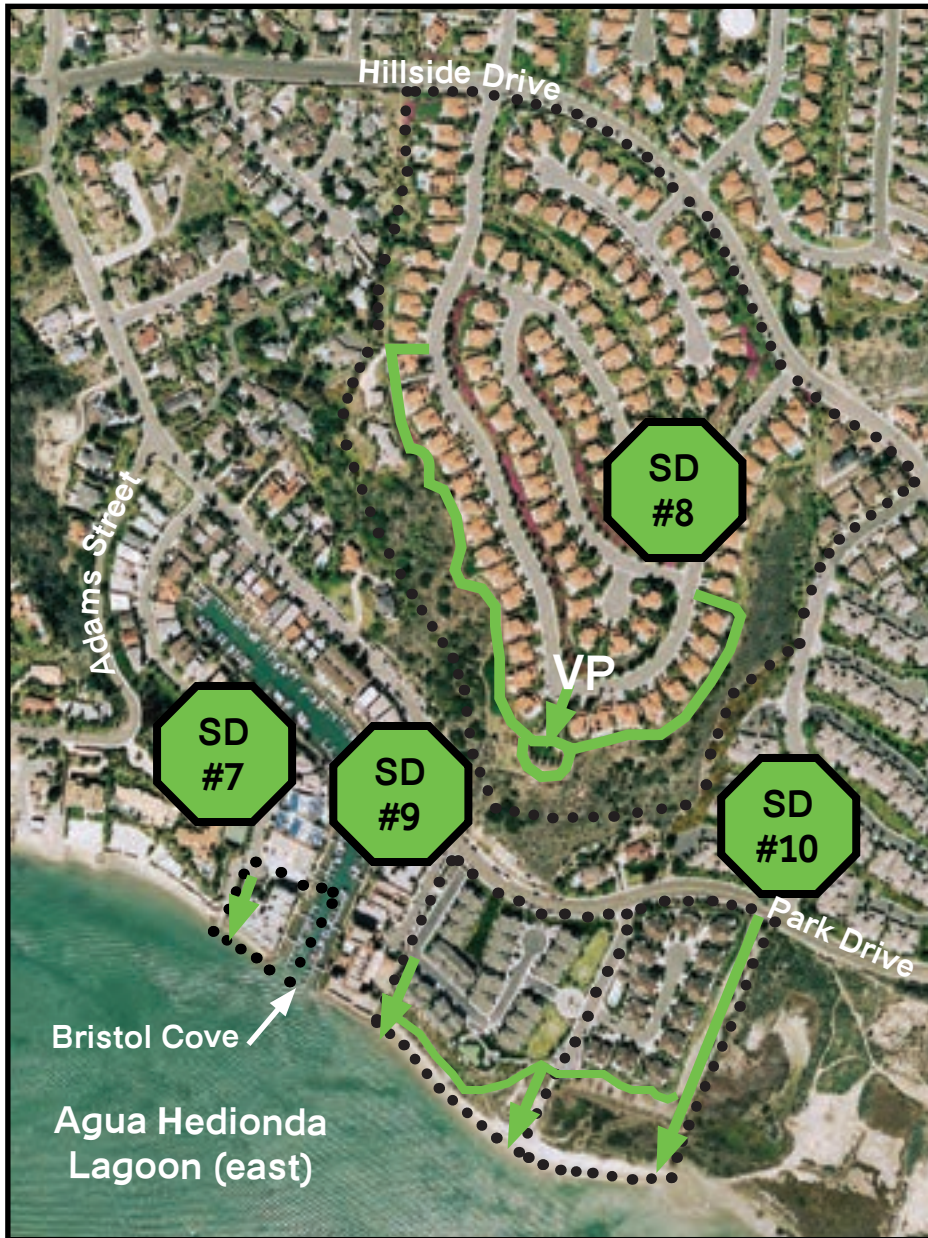 Hillside Drive
SD
#8
Adams Street
VP
SD
#7
SD
#9
SD
#10
Park Drive
Bristol Cove
Agua Hedionda
Lagoon (east)